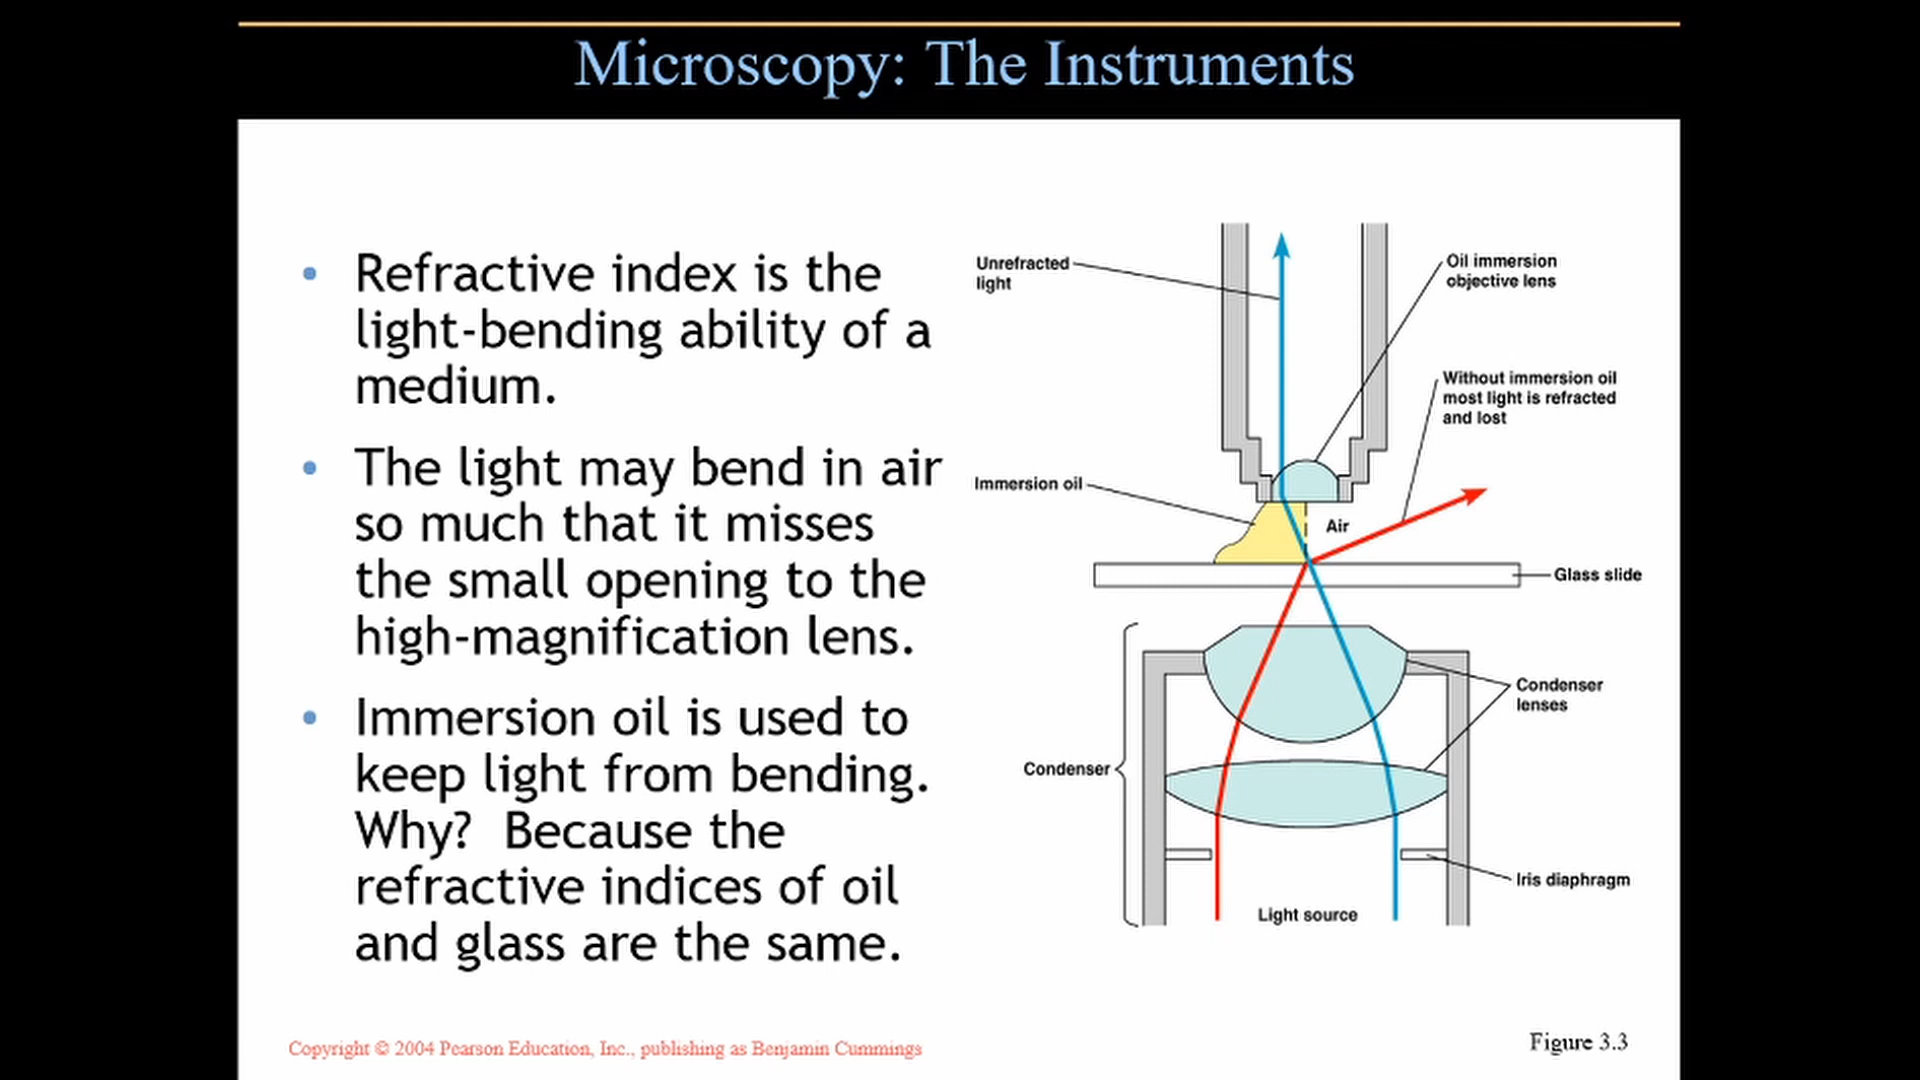 Microscopy: The Instruments
• Refractive index is the
light-bending ability of a
medium.
• The light may bend in air
so much that it misses
the small opening to the
high-magnification lens.
• Immersion oil is used to
keep light from bending.
Why?  Because the
refractive indices of oil
and glass are the same.
Unrefracted
light
Oil immersion
objective lens
Without immersion oil
most light is refracted
and lost
Immersion oil
Air
Glass slide
Condenser
lenses
Condenser
Iris diaphragm
Light source
Figure 3.3
Copyright © 2004 Pearson Education, Inc., publishing as Benjamin Cummings